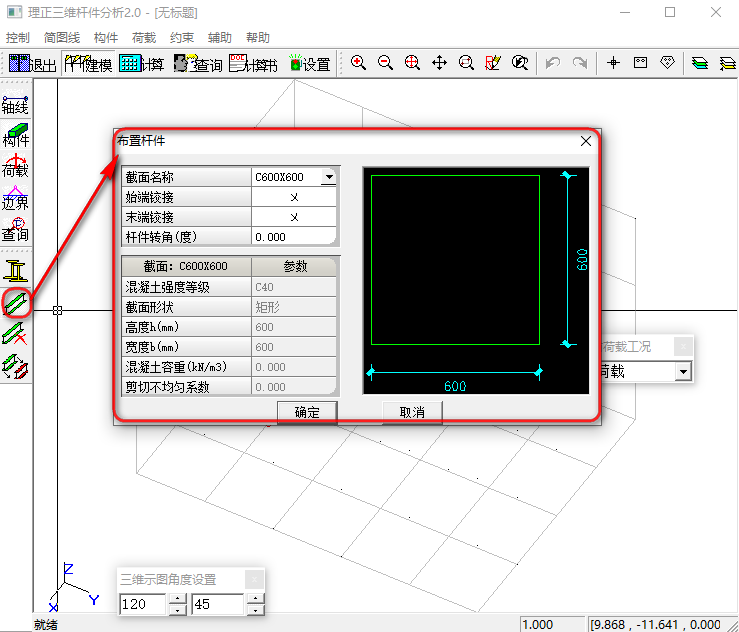 理正三维杆件分析2.0 - [无标题]
控制 简图线 构件 荷载 约束 辅助 帮助
退出 建模 计算 查询 DOC 计算书 设置
轴线
构件
荷载
边界
查询
布置杆件
截面名称 C600X600
始端铰接 ㄨ
末端铰接 ㄨ
杆件转角(度) 0.000
截面: C600X600 参数
混凝土强度等级 C40
截面形状 矩形
高度h(mm) 600
宽度b(mm) 600
混凝土容重(kN/m3) 0.000
剪切不均匀系数 0.000
确定 取消
600
600
荷载工况
荷载
三维示图角度设置
120 45
Z
Y
X
就绪 1.000 [9.868 , -11.641 , 0.000